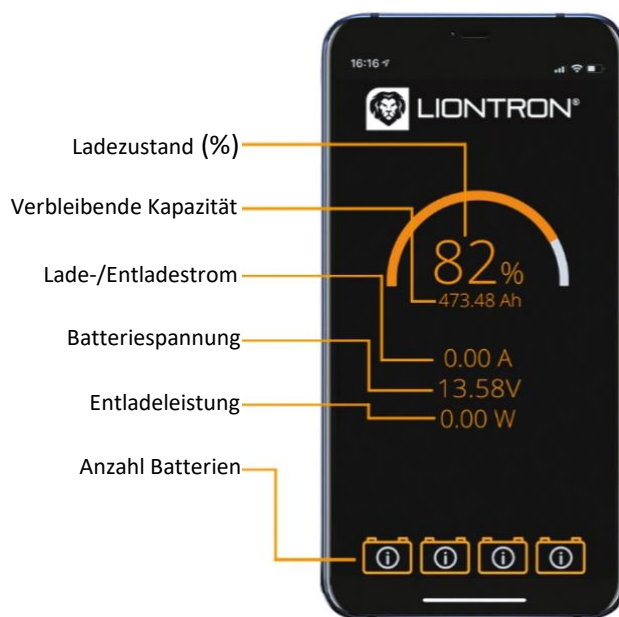 16:16
LIONTRON®
Ladezustand (%)
Verbleibende Kapazität
Lade-/Entladestrom
Batteriespannung
Entladeleistung
Anzahl Batterien
82%
473.48 Ah
0.00 A
13.58V
0.00 W